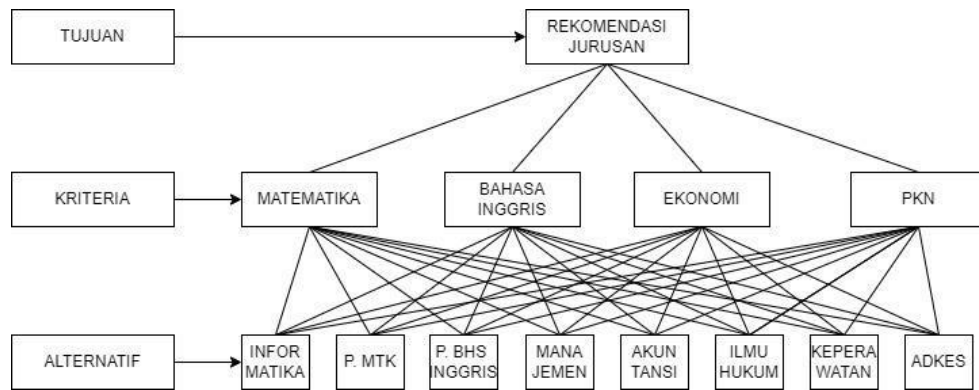 TUJUAN
REKOMENDASI
JURUSAN
KRITERIA
MATEMATIKA
BAHASA
INGGRIS
EKONOMI
PKN
ALTERNATIF
INFOR
MATIKA
P. MTK
P. BHS
INGGRIS
MANA
JEMEN
AKUN
TANSI
ILMU
HUKUM
KEPERA
WATAN
ADKES